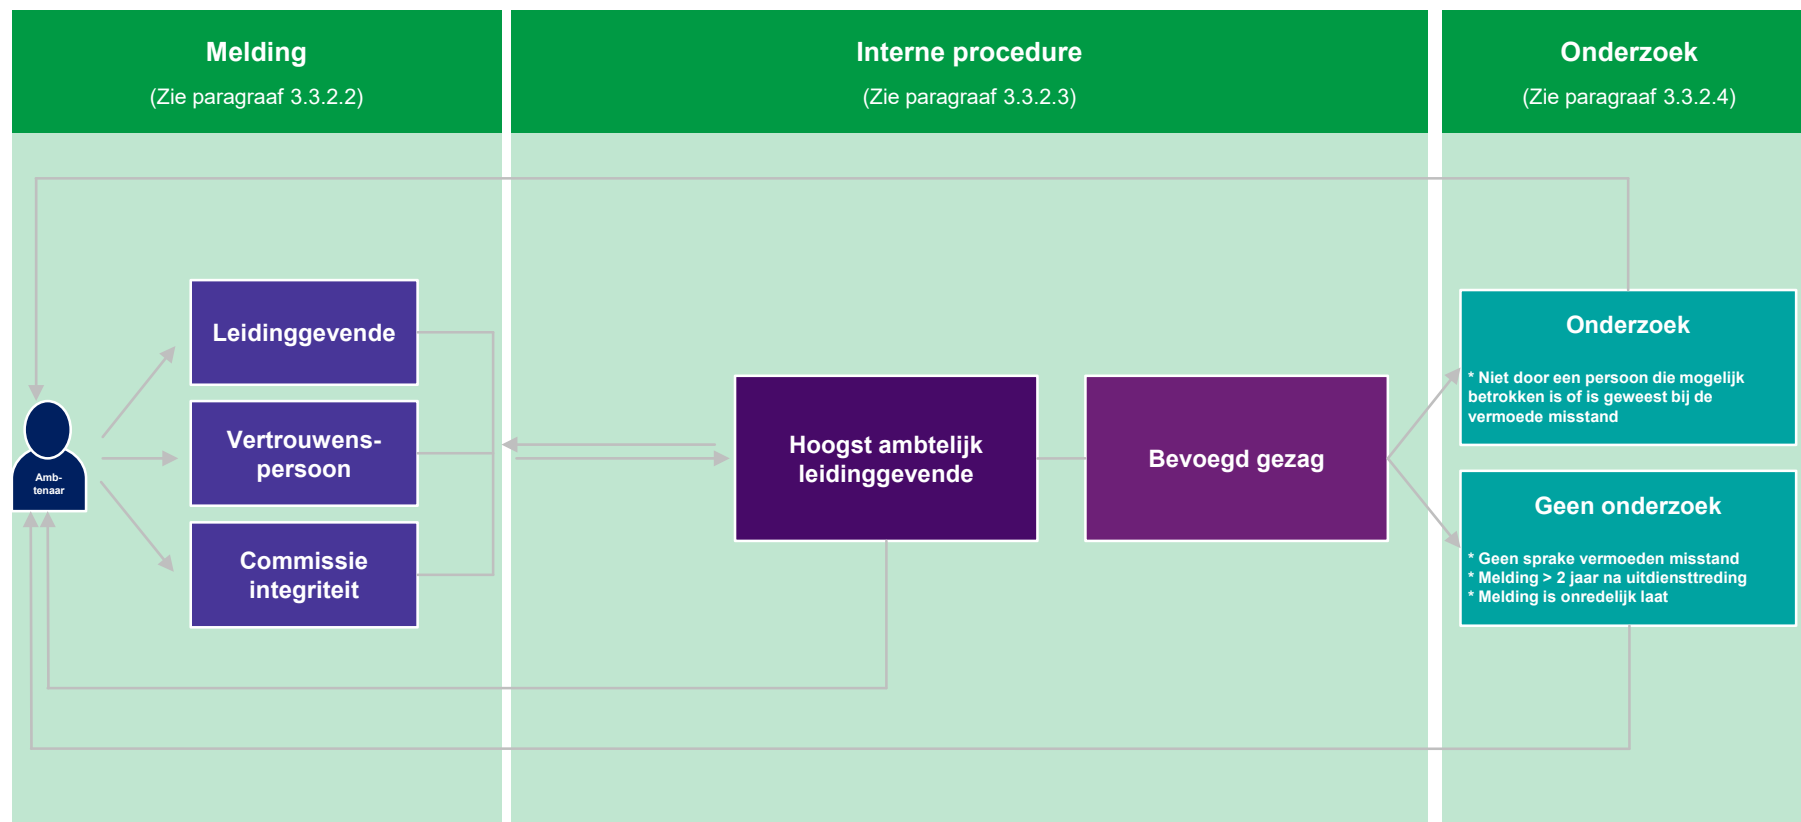 Melding
(Zie paragraaf 3.3.2.2)
Interne procedure
(Zie paragraaf 3.3.2.3)
Onderzoek
(Zie paragraaf 3.3.2.4)
Amb-
tenaar
Leidinggevende
Vertrouwens-
persoon
Commissie
integriteit
Hoogst ambtelijk
leidinggevende
Bevoegd gezag
Onderzoek
* Niet door een persoon die mogelijk
betrokken is of is geweest bij de
vermoede misstand
Geen onderzoek
* Geen sprake vermoeden misstand
* Melding > 2 jaar na uitdiensttreding
* Melding is onredelijk laat